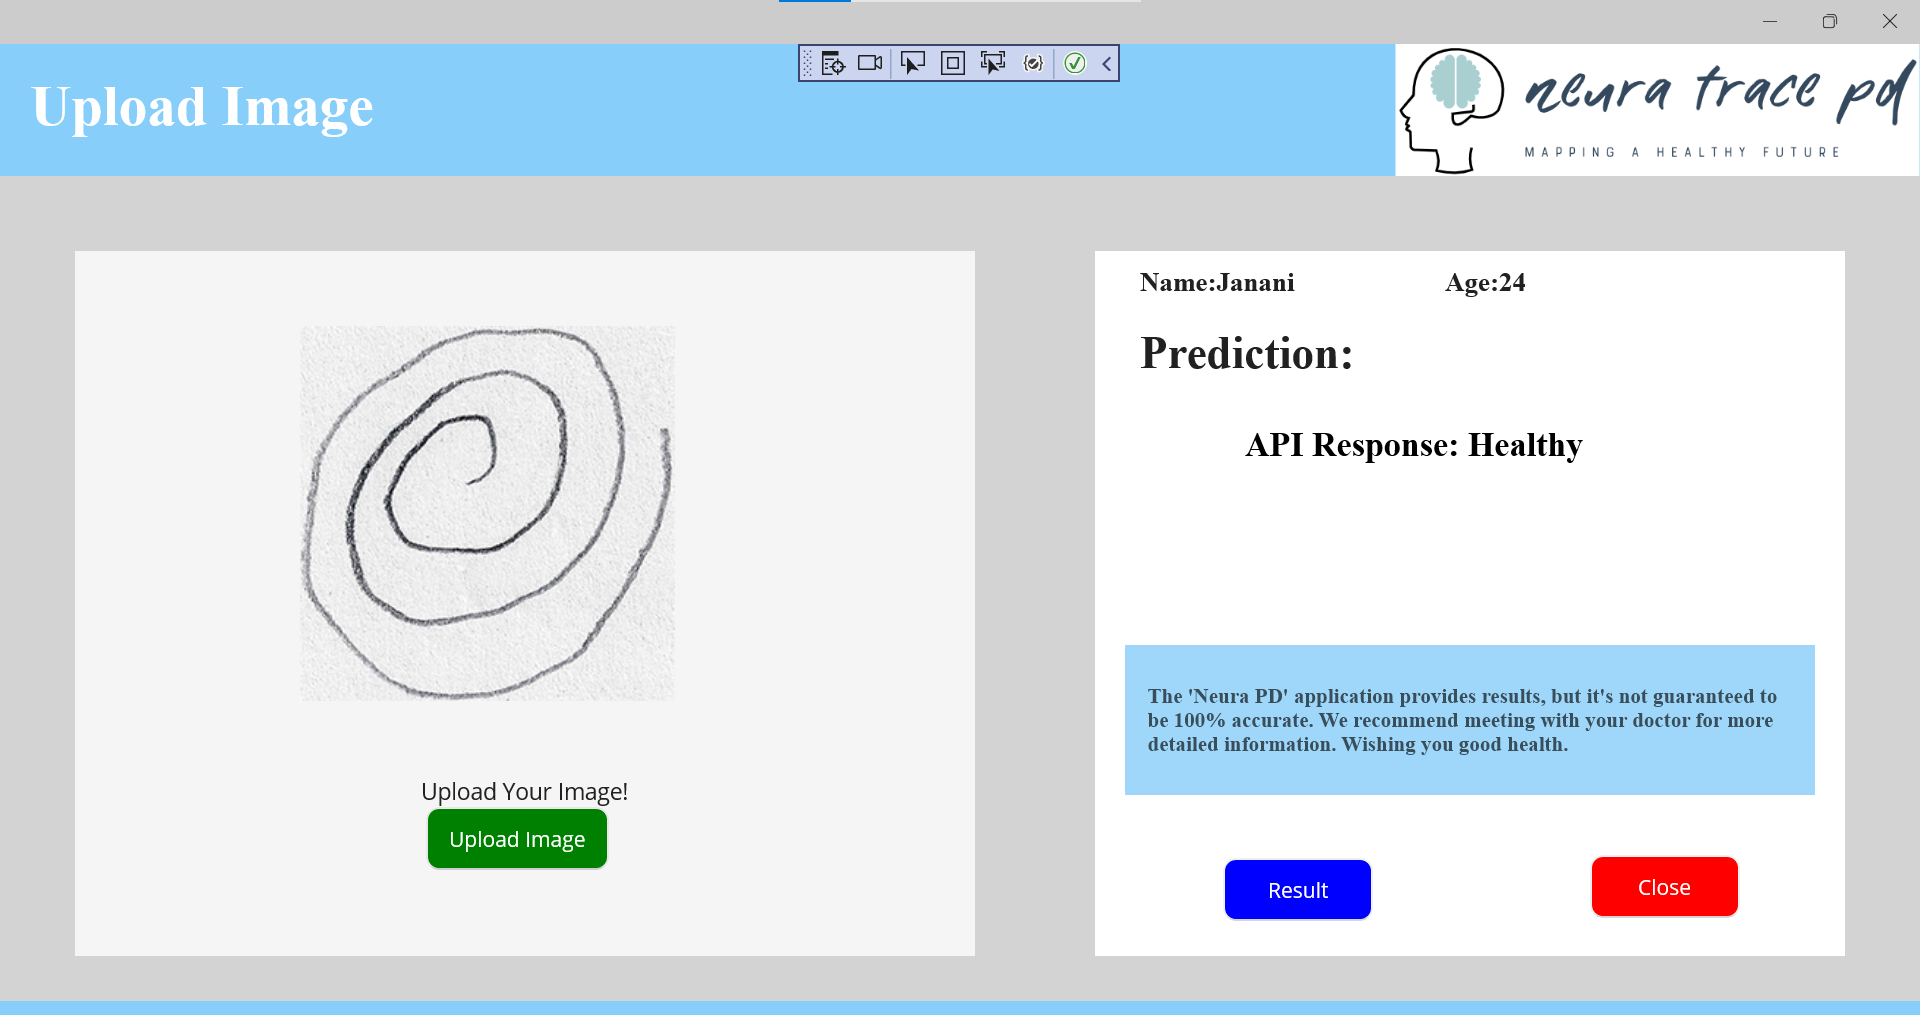 Upload Image
neura trace pd
MAPPING A HEALTHY FUTURE
Name:Janani Age:24
Prediction:
API Response: Healthy
The 'Neura PD' application provides results, but it's not guaranteed to
be 100% accurate. We recommend meeting with your doctor for more
detailed information. Wishing you good health.
Upload Your Image!
Upload Image
Result
Close